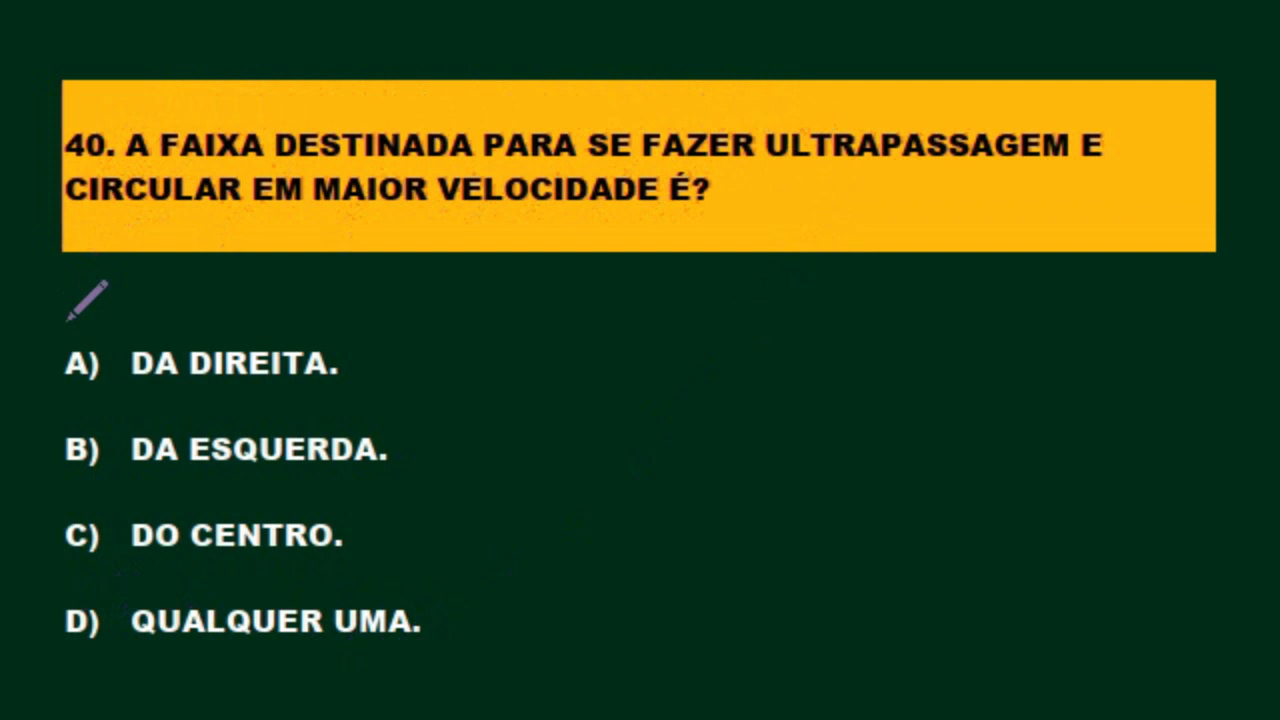 40. A FAIXA DESTINADA PARA SE FAZER ULTRAPASSAGEM E
CIRCULAR EM MAIOR VELOCIDADE É?
A) DA DIREITA.
B) DA ESQUERDA.
C) DO CENTRO.
D) QUALQUER UMA.